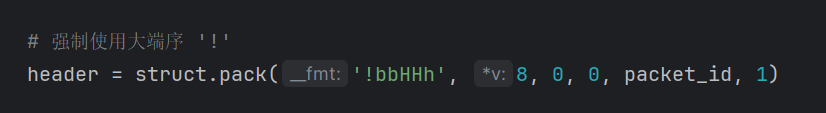 # 强制使用大端序 '!'
header = struct.pack(__fmt: '!bbHHh', *v: 8, 0, 0, packet_id, 1)